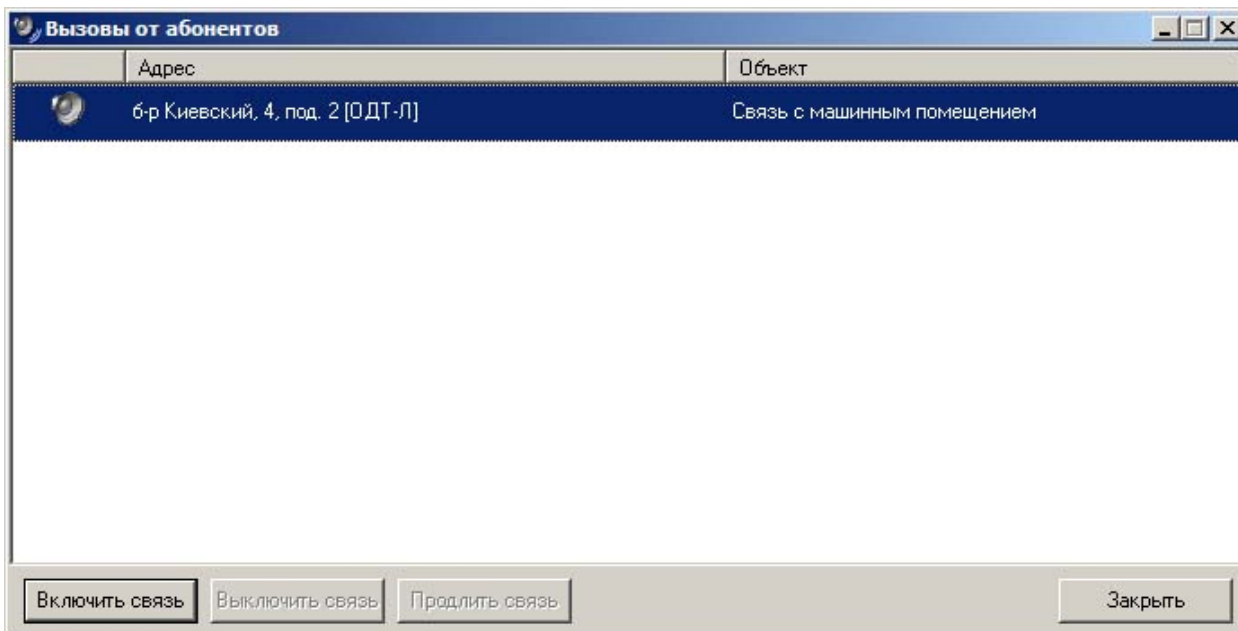 Вызовы от абонентов
Адрес Объект
б-р Киевский, 4, под. 2 [ОДТ-Л] Связь с машинным помещением
Включить связь Выключить связь Продлить связь Закрыть